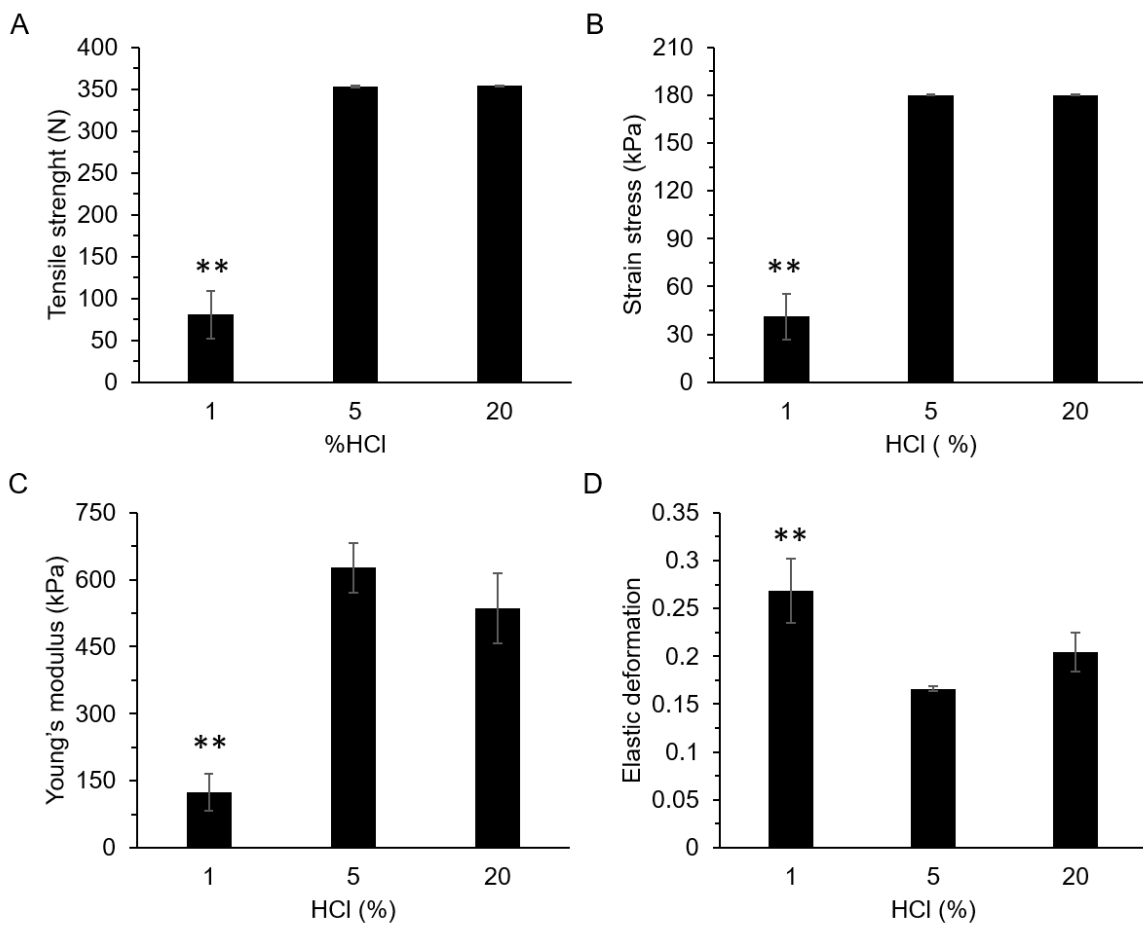 A
Tensile strenght (N)
400
350
300
250
200
150
100
50
0
**
1 5 20
%HCl
B
Strain stress (kPa)
210
180
150
120
90
60
30
0
**
1 5 20
HCl ( %)
C
Young’s modulus (kPa)
750
600
450
300
150
0
**
1 5 20
HCl (%)
D
Elastic deformation
0.35
0.3
0.25
0.2
0.15
0.1
0.05
0
**
1 5 20
HCl (%)